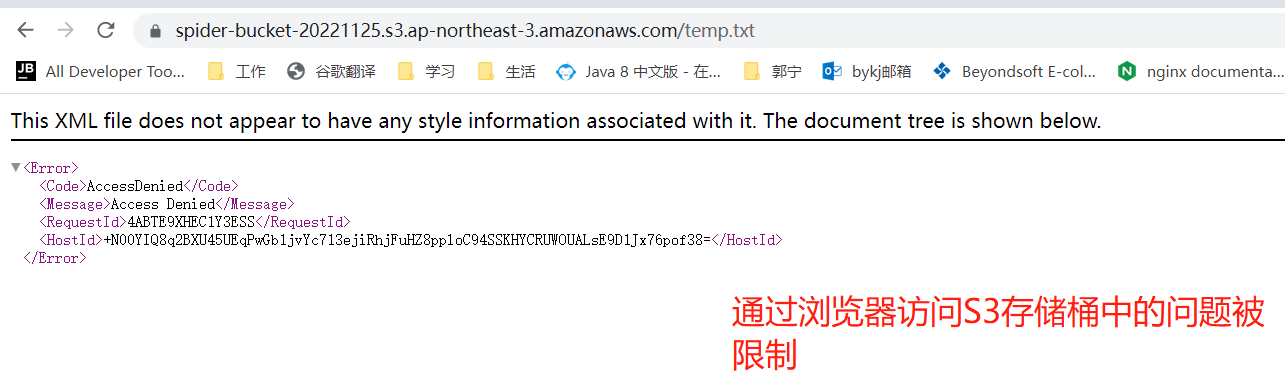 spider-bucket-20221125.s3.ap-northeast-3.amazonaws.com/temp.txt
JB All Developer Too... 工作 谷歌翻译 学习 生活 Java 8 中文版 - 在... 郭宁 bykj邮箱 Beyondsoft E-col... nginx documenta...
This XML file does not appear to have any style information associated with it. The document tree is shown below.
▼<Error>
<Code>AccessDenied</Code>
<Message>Access Denied</Message>
<RequestId>4ABTE9XHEC1Y3ESS</RequestId>
<HostId>+N00YIQ8q2BXU45UEqPwGb1jvYc713ejiRhjFuHZ8pp1oC94SSKHYCRUWOUALsE9D1Jx76pof38=</HostId>
</Error>
通过浏览器访问S3存储桶中的问题被
限制